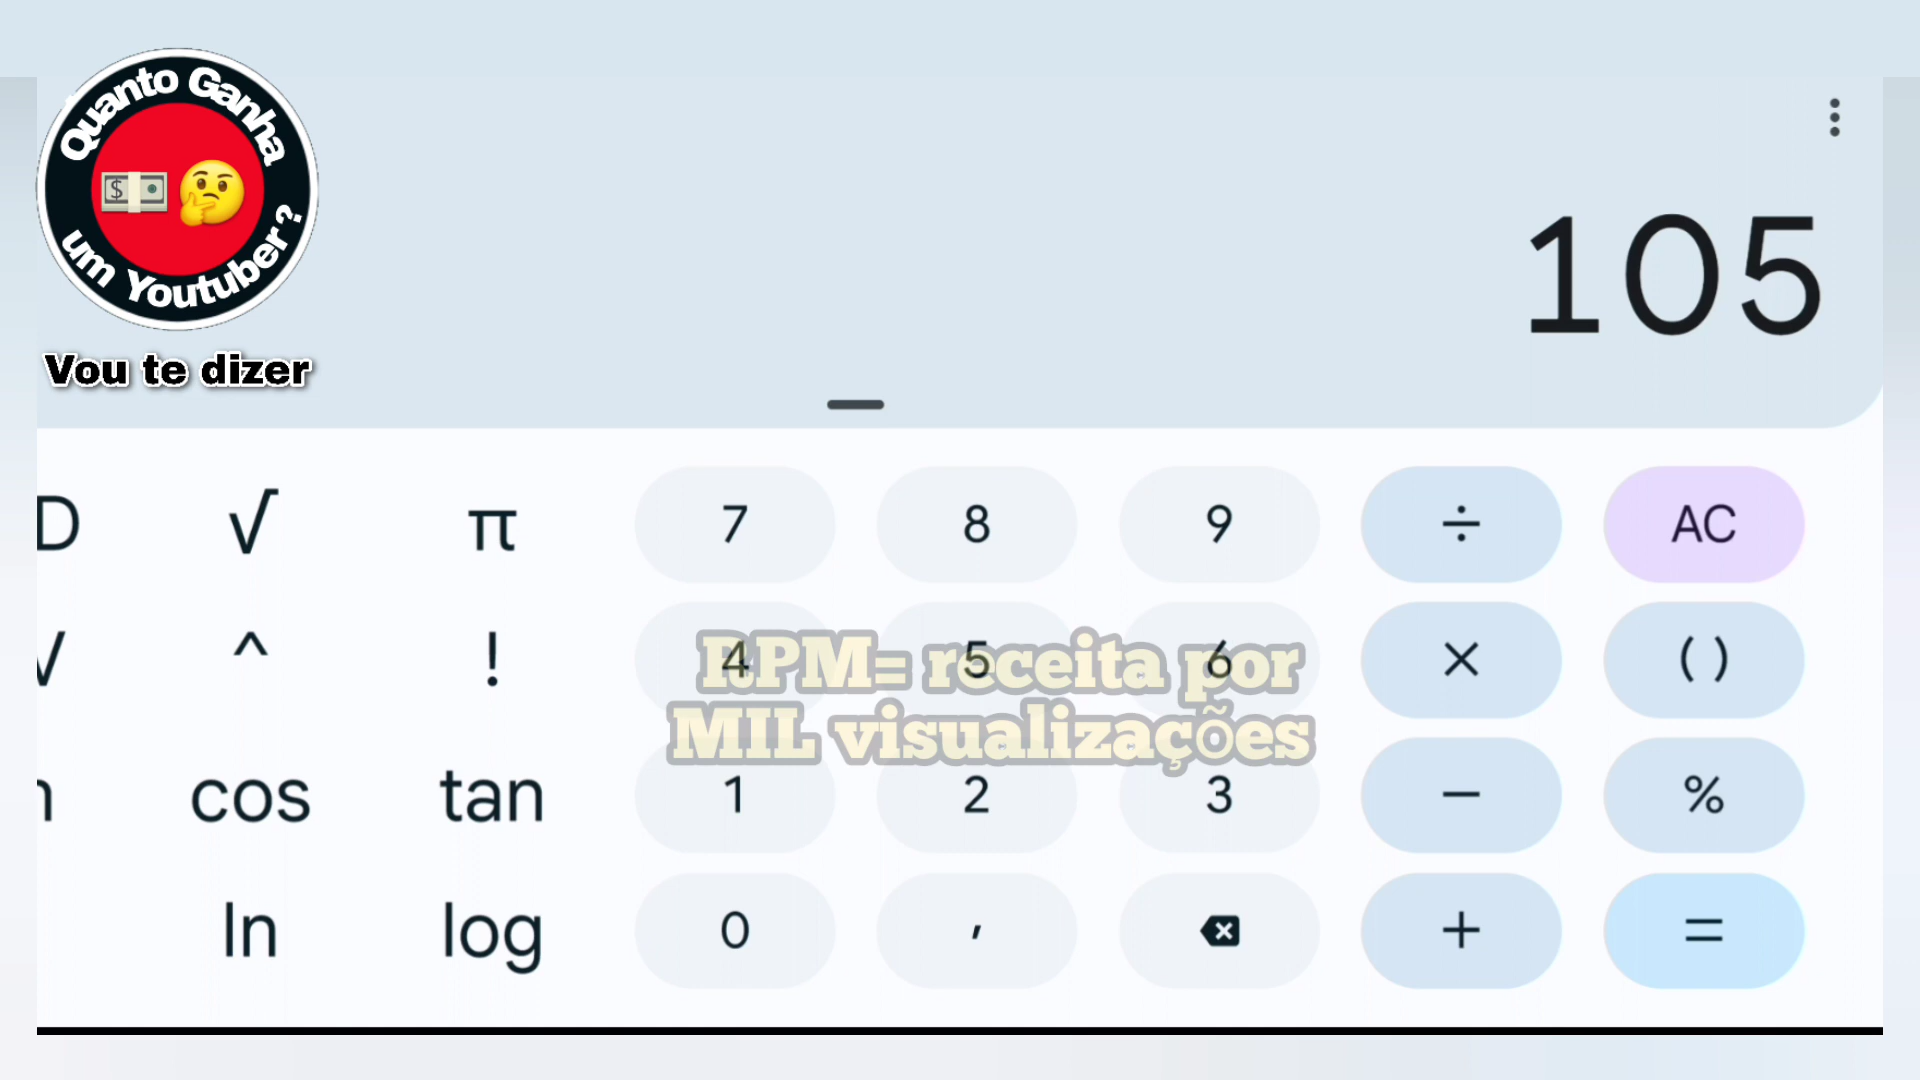 Quanto Ganha
um Youtuber?
Vou te dizer
105
√ π 7 8 9 ÷ AC
^ ! 4 5 6 × ( )
RPM= receita por
MIL visualizações
cos tan 1 2 3 − %
ln log 0 , + =